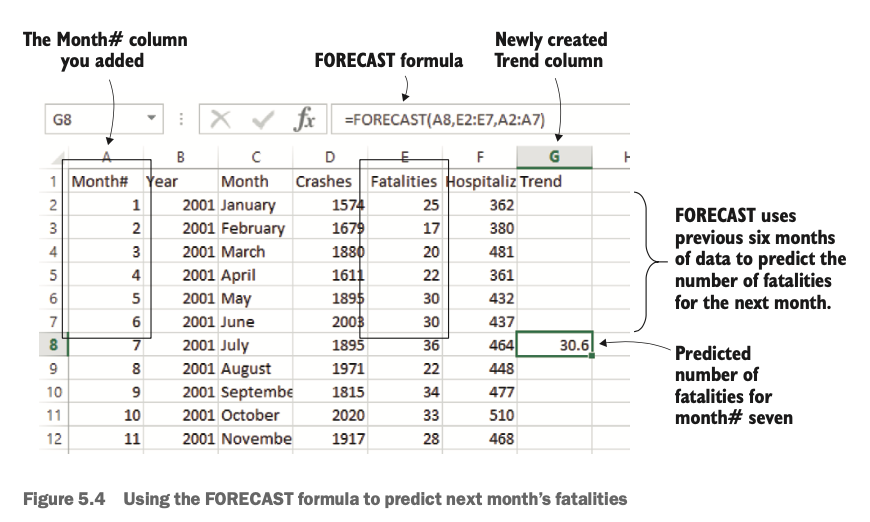 The Month# column
you added
FORECAST formula
Newly created
Trend column
G8
fx
=FORECAST(A8,E2:E7,A2:A7)
A B C D E F G H
1 Month# Year Month Crashes Fatalities Hospitaliz Trend
2 1 2001 January 1574 25 362
3 2 2001 February 1679 17 380
4 3 2001 March 1880 20 481
5 4 2001 April 1611 22 361
6 5 2001 May 1895 30 432
7 6 2001 June 2003 30 437
8 7 2001 July 1895 36 464 30.6
9 8 2001 August 1971 22 448
10 9 2001 Septembe 1815 34 477
11 10 2001 October 2020 33 510
12 11 2001 Novembe 1917 28 468
FORECAST uses
previous six months
of data to predict the
number of fatalities
for the next month.
Predicted
number of
fatalities for
month# seven
Figure 5.4 Using the FORECAST formula to predict next month's fatalities